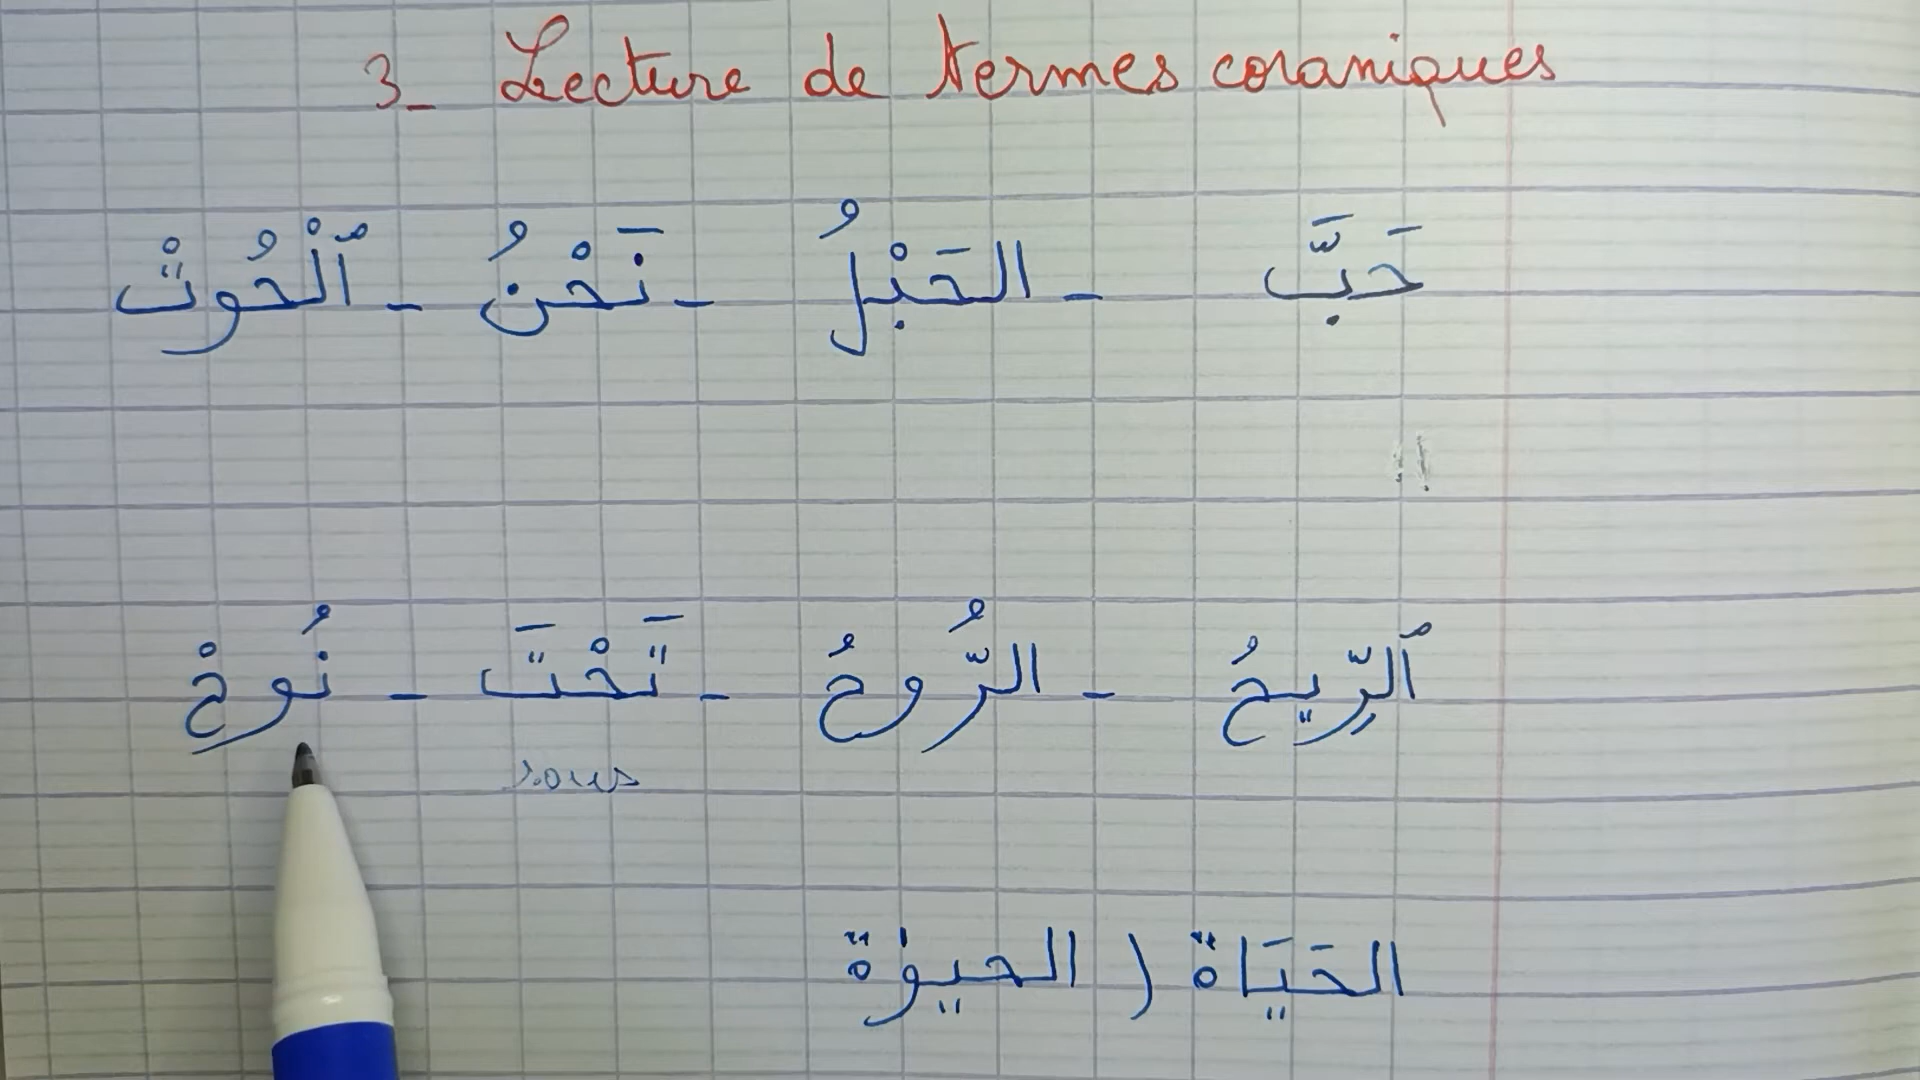 3_ Lecture de termes coraniques
حَبَّ - الحَبْلُ - نَحْنُ - ٱلْحُوتْ
ٱلرِّيحُ - الرُّوحُ - تَحْتَ - نُوحْ
sous
الحَيَاة ( الحيوٰة